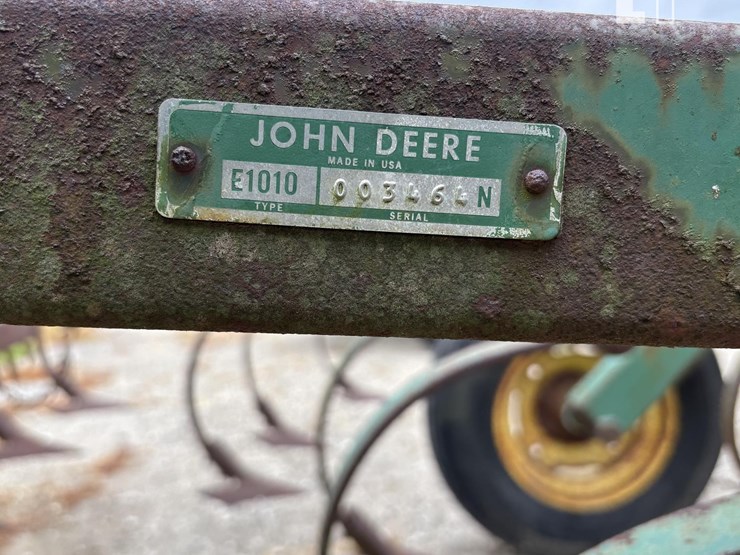 JOHN DEERE
MADE IN USA
E1010 003464N
TYPE SERIAL